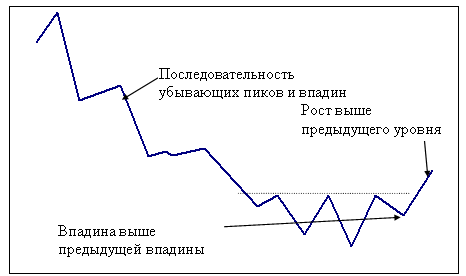 Последовательность
убывающих пиков и впадин
Рост выше
предыдущего уровня
Впадина выше
предыдущей впадины